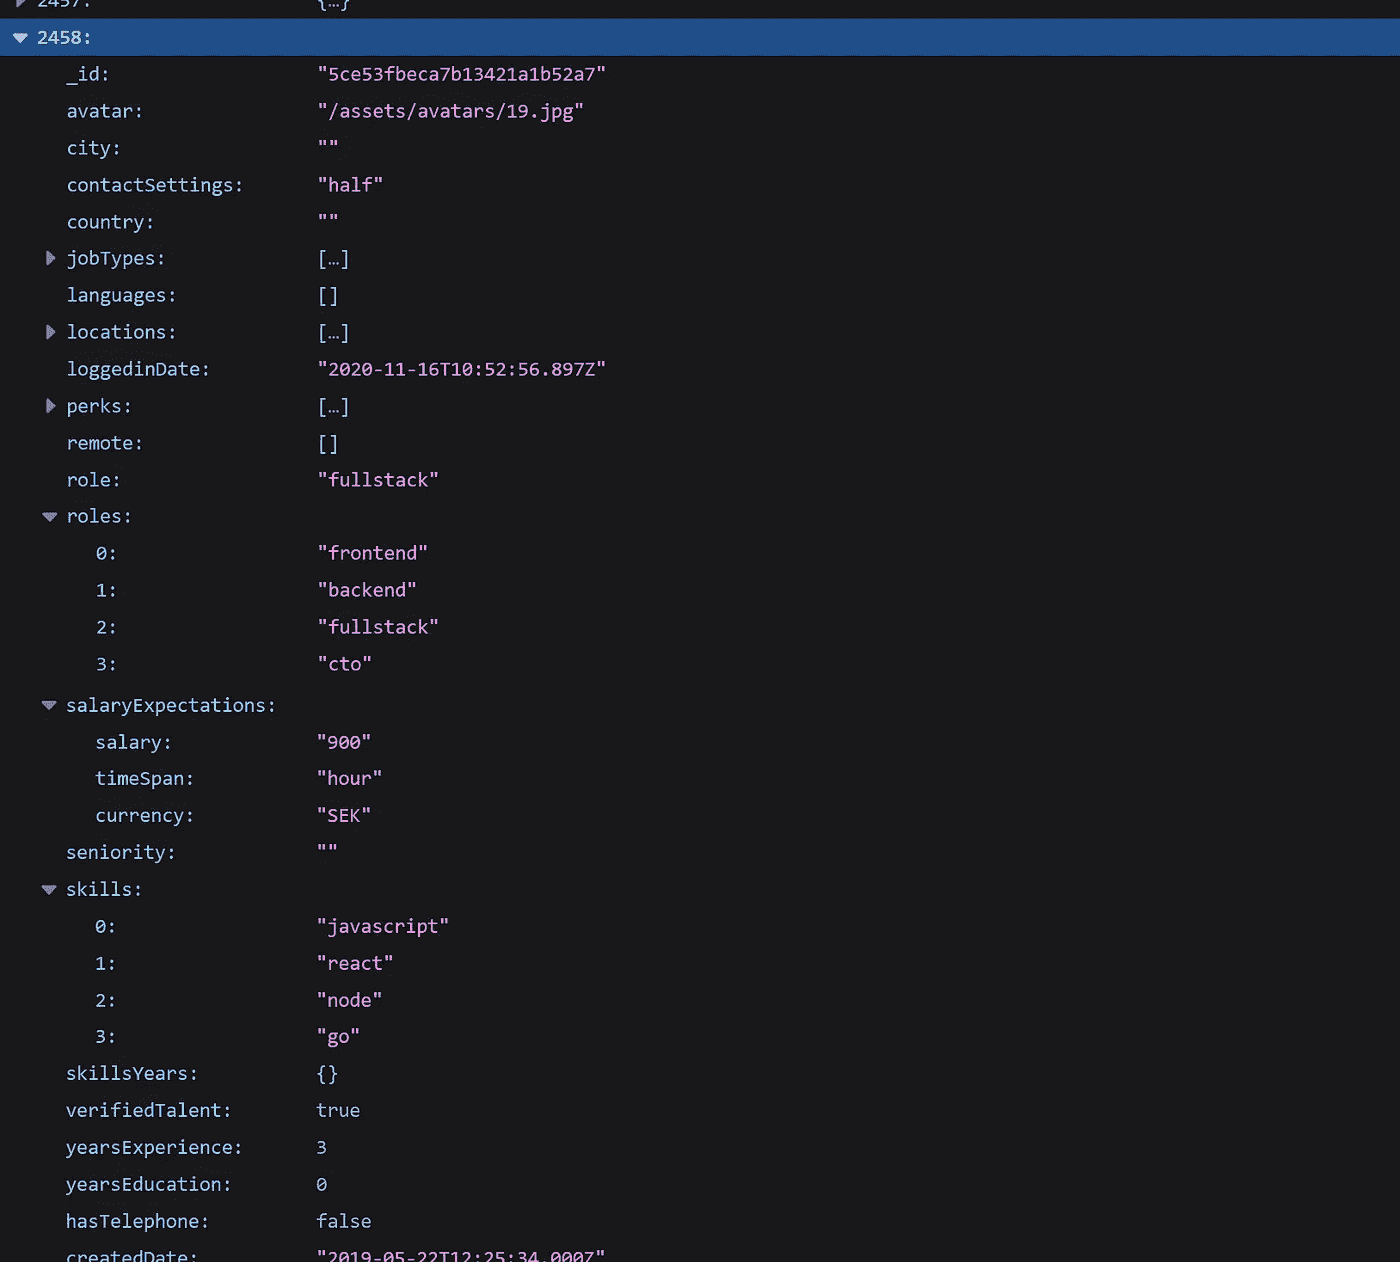 2457: {…}
2458:
_id: "5ce53fbeca7b13421a1b52a7"
avatar: "/assets/avatars/19.jpg"
city: ""
contactSettings: "half"
country: ""
jobTypes: […]
languages: []
locations: […]
loggedinDate: "2020-11-16T10:52:56.897Z"
perks: […]
remote: []
role: "fullstack"
roles:
0: "frontend"
1: "backend"
2: "fullstack"
3: "cto"
salaryExpectations:
salary: "900"
timeSpan: "hour"
currency: "SEK"
seniority: ""
skills:
0: "javascript"
1: "react"
2: "node"
3: "go"
skillsYears: {}
verifiedTalent: true
yearsExperience: 3
yearsEducation: 0
hasTelephone: false
createdDate: "2019-05-22T12:25:34.000Z"